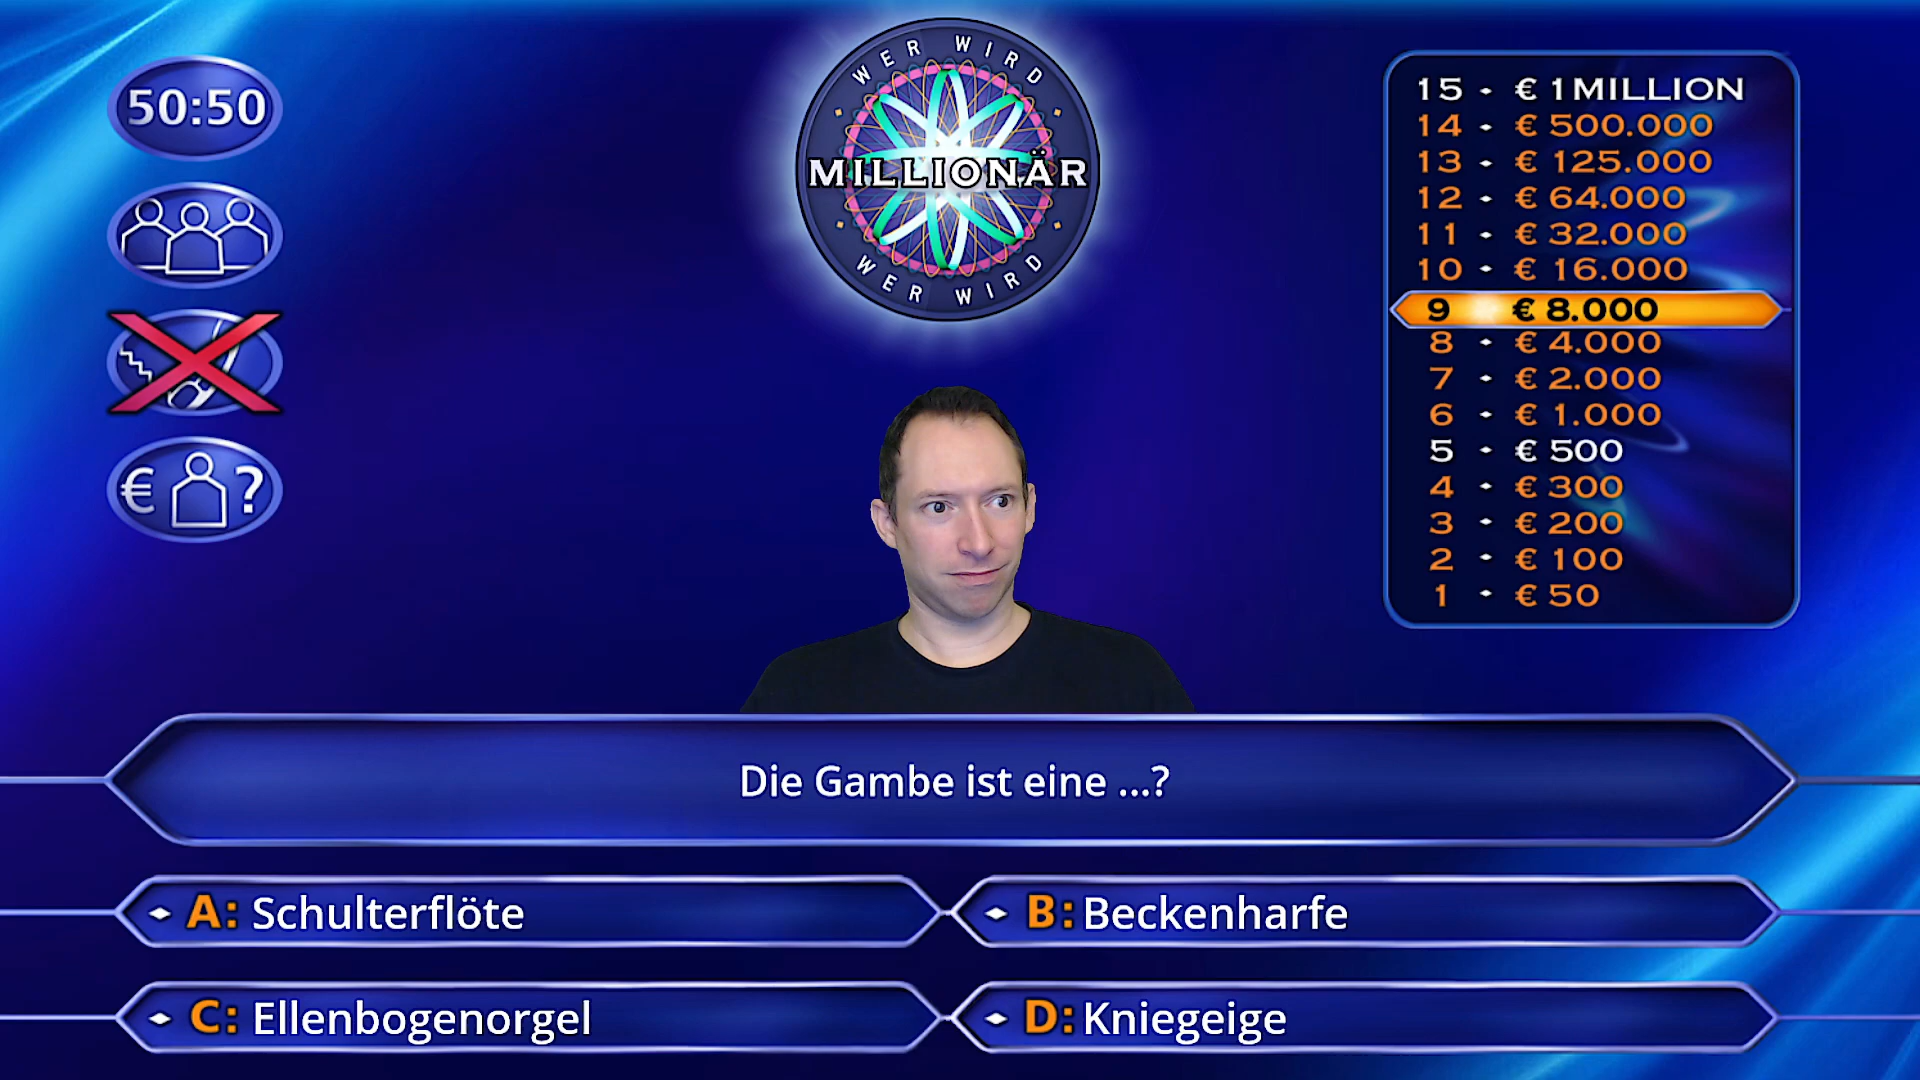 50:50
WER WIRD
MILLIONÄR
WER WIRD
€ ?
15 - € 1 MILLION
14 - € 500.000
13 - € 125.000
12 - € 64.000
11 - € 32.000
10 - € 16.000
9 € 8.000
8 - € 4.000
7 - € 2.000
6 - € 1.000
5 - € 500
4 - € 300
3 - € 200
2 - € 100
1 - € 50
Die Gambe ist eine ...?
A: Schulterflöte
B: Beckenharfe
C: Ellenbogenorgel
D: Kniegeige